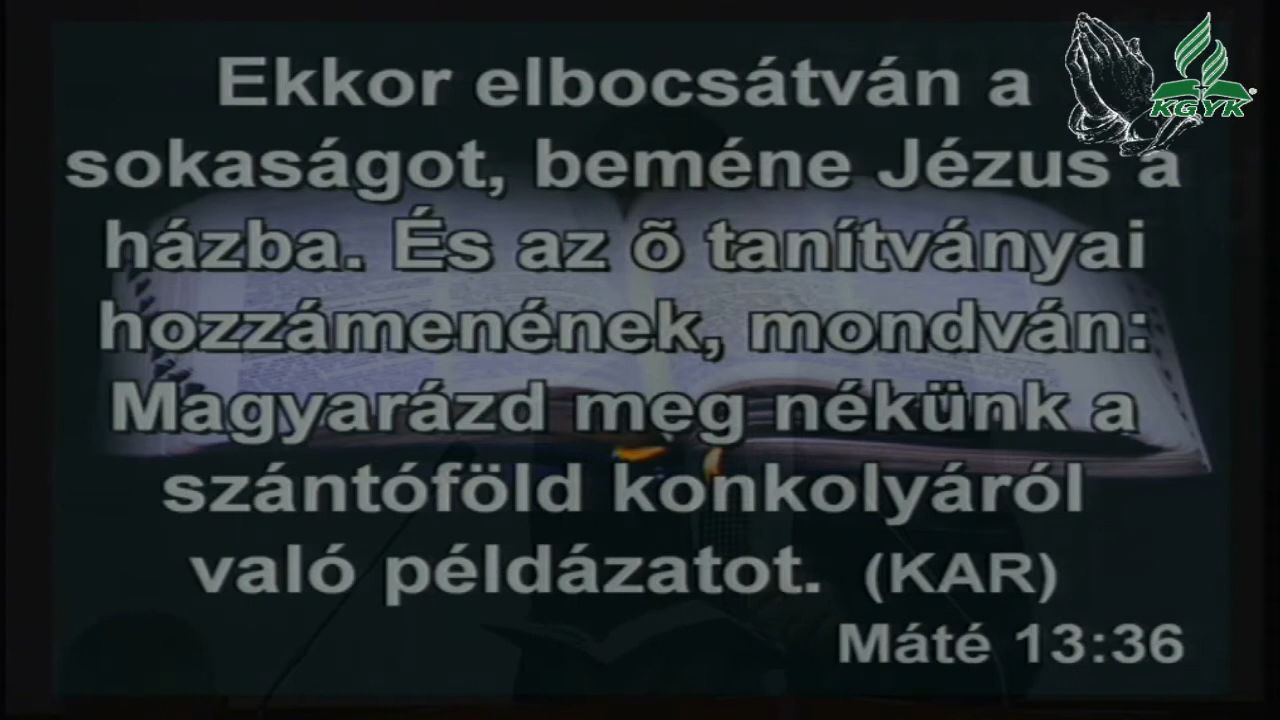 Ekkor elbocsátván a
sokaságot, beméne Jézus a
házba. És az õ tanítványai
hozzámenének, mondván:
Magyarázd meg nékünk a
szántóföld konkolyáról
való példázatot. (KAR)
Máté 13:36
KGYK®